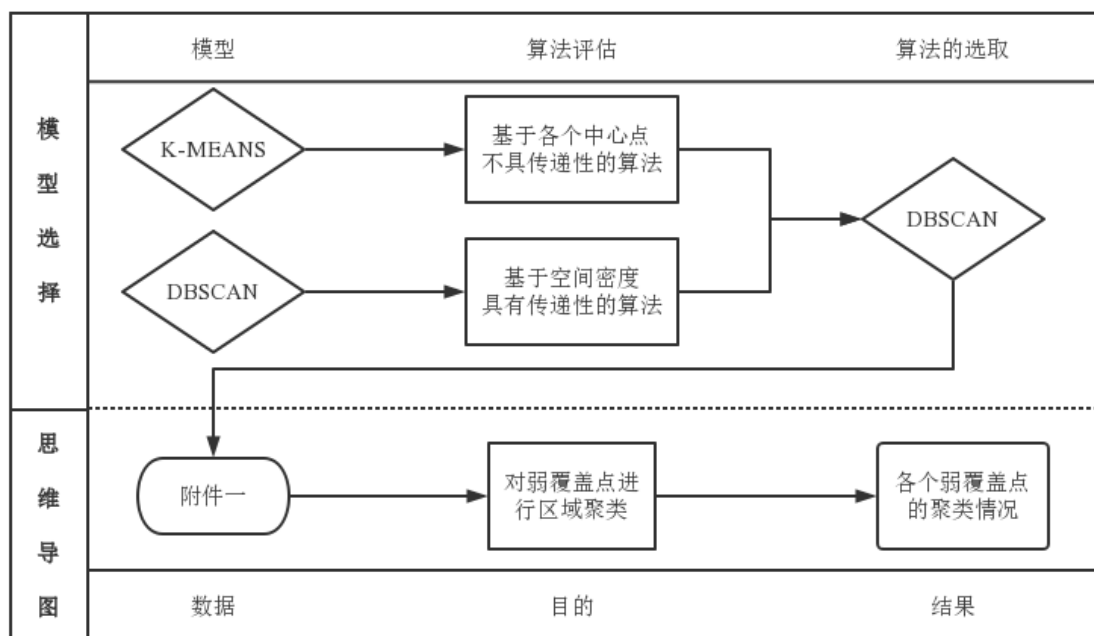 模型
算法评估
算法的选取
模型选择
K-MEANS
基于各个中心点
不具传递性的算法
DBSCAN
DBSCAN
基于空间密度
具有传递性的算法
思维导图
附件一
对弱覆盖点进
行区域聚类
各个弱覆盖点
的聚类情况
数据
目的
结果